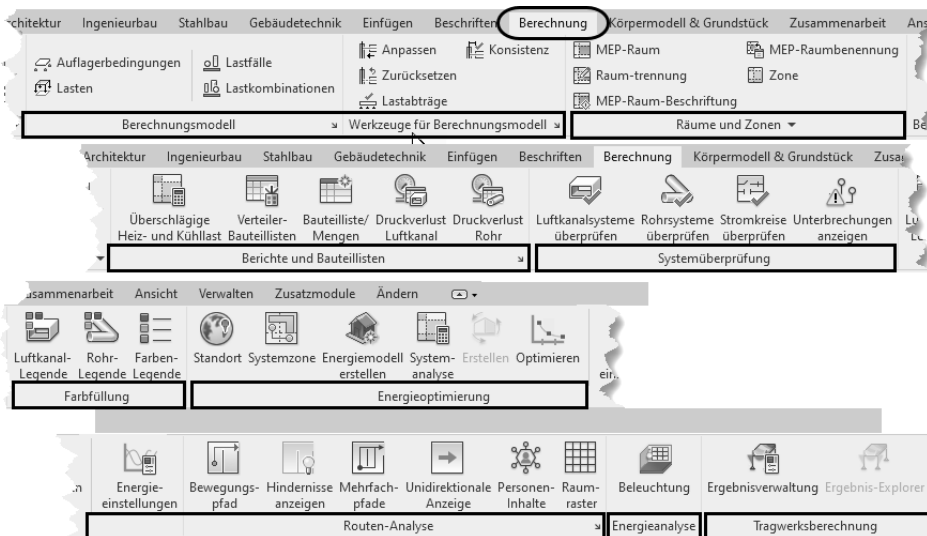 chitektur Ingenieurbau Stahlbau Gebäudetechnik Einfügen Beschriften Berechnung Körpermodell & Grundstück Zusammenarbeit Ans
Auflagerbedingungen Lastfälle Anpassen Konsistenz MEP-Raum MEP-Raumbenennung
Zurücksetzen Raum-trennung Zone
Lasten Lastkombinationen
Lastabträge MEP-Raum-Beschriftung
Berechnungsmodell Werkzeuge für Berechnungsmodell Räume und Zonen Be
Architektur Ingenieurbau Stahlbau Gebäudetechnik Einfügen Beschriften Berechnung Körpermodell & Grundstück Zusa
Überschlägige Verteiler- Bauteilliste/ Druckverlust Druckverlust Luftkanalsysteme Rohrsysteme Stromkreise Unterbrechungen
Heiz- und Kühllast Bauteillisten Mengen Luftkanal Rohr überprüfen überprüfen überprüfen anzeigen
Berichte und Bauteillisten Systemüberprüfung
usammenarbeit Ansicht Verwalten Zusatzmodule Ändern
Luftkanal- Rohr- Farben- Standort Systemzone Energiemodell System- Erstellen Optimieren
Legende Legende Legende erstellen analyse ein
Farbfüllung Energieoptimierung
Energie- Bewegungs- Hindernisse Mehrfach- Unidirektionale Personen- Raum- Beleuchtung Ergebnisverwaltung Ergebnis-Explorer
einstellungen pfad anzeigen pfade Anzeige Inhalte raster
Routen-Analyse Energieanalyse Tragwerksberechnung